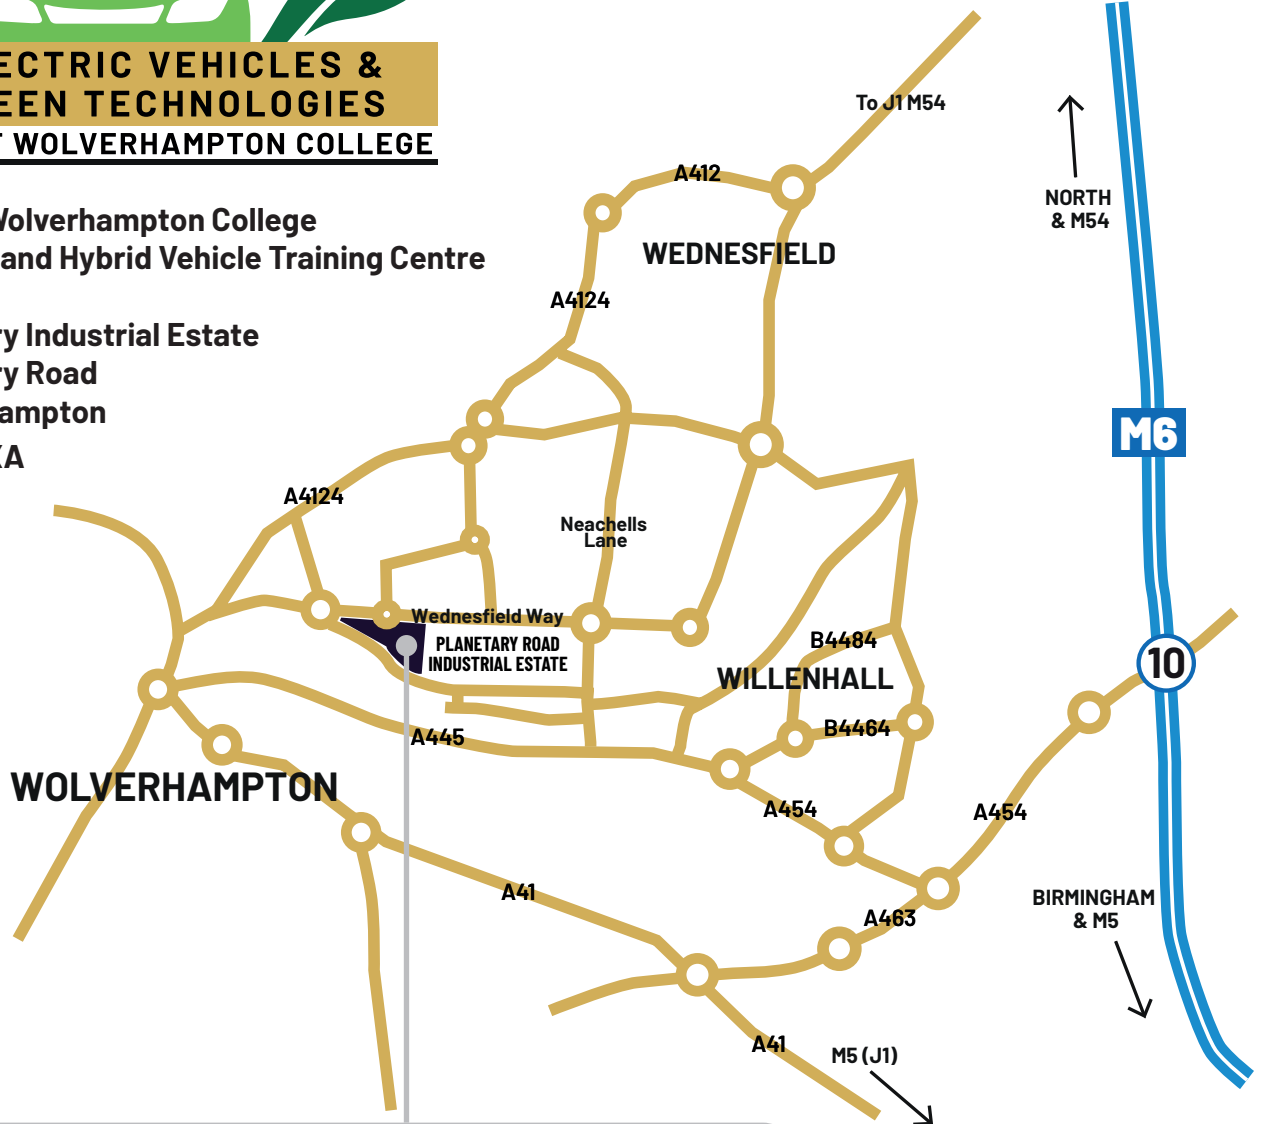 ECTRIC VEHICLES &
EEN TECHNOLOGIES
WOLVERHAMPTON COLLEGE
Wolverhampton College
and Hybrid Vehicle Training Centre
ry Industrial Estate
ry Road
ampton
KA
To J1 M54
A412
NORTH
& M54
WEDNESFIELD
A4124
M6
A4124
Neachells
Lane
Wednesfield Way
PLANETARY ROAD
INDUSTRIAL ESTATE
B4484
10
WILLENHALL
B4464
A445
WOLVERHAMPTON
A454
A454
A41
BIRMINGHAM
& M5
A463
A41
M5 (J1)